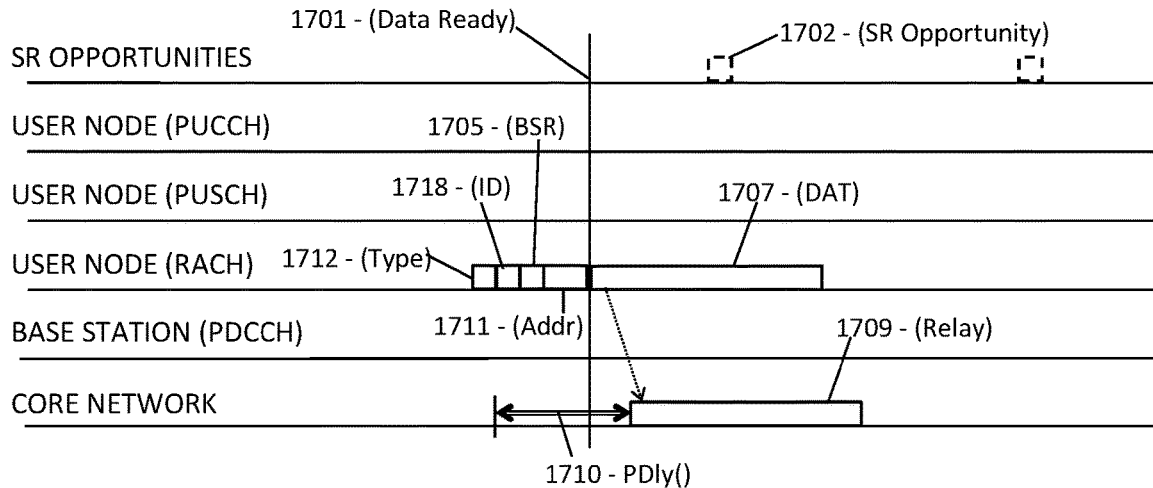 1701 - (Data Ready)
1702 - (SR Opportunity)
SR OPPORTUNITIES
USER NODE (PUCCH)
1705 - (BSR)
USER NODE (PUSCH)
1718 - (ID)
1707 - (DAT)
USER NODE (RACH)
1712 - (Type)
1711 - (Addr)
BASE STATION (PDCCH)
1709 - (Relay)
CORE NETWORK
1710 - PDly()